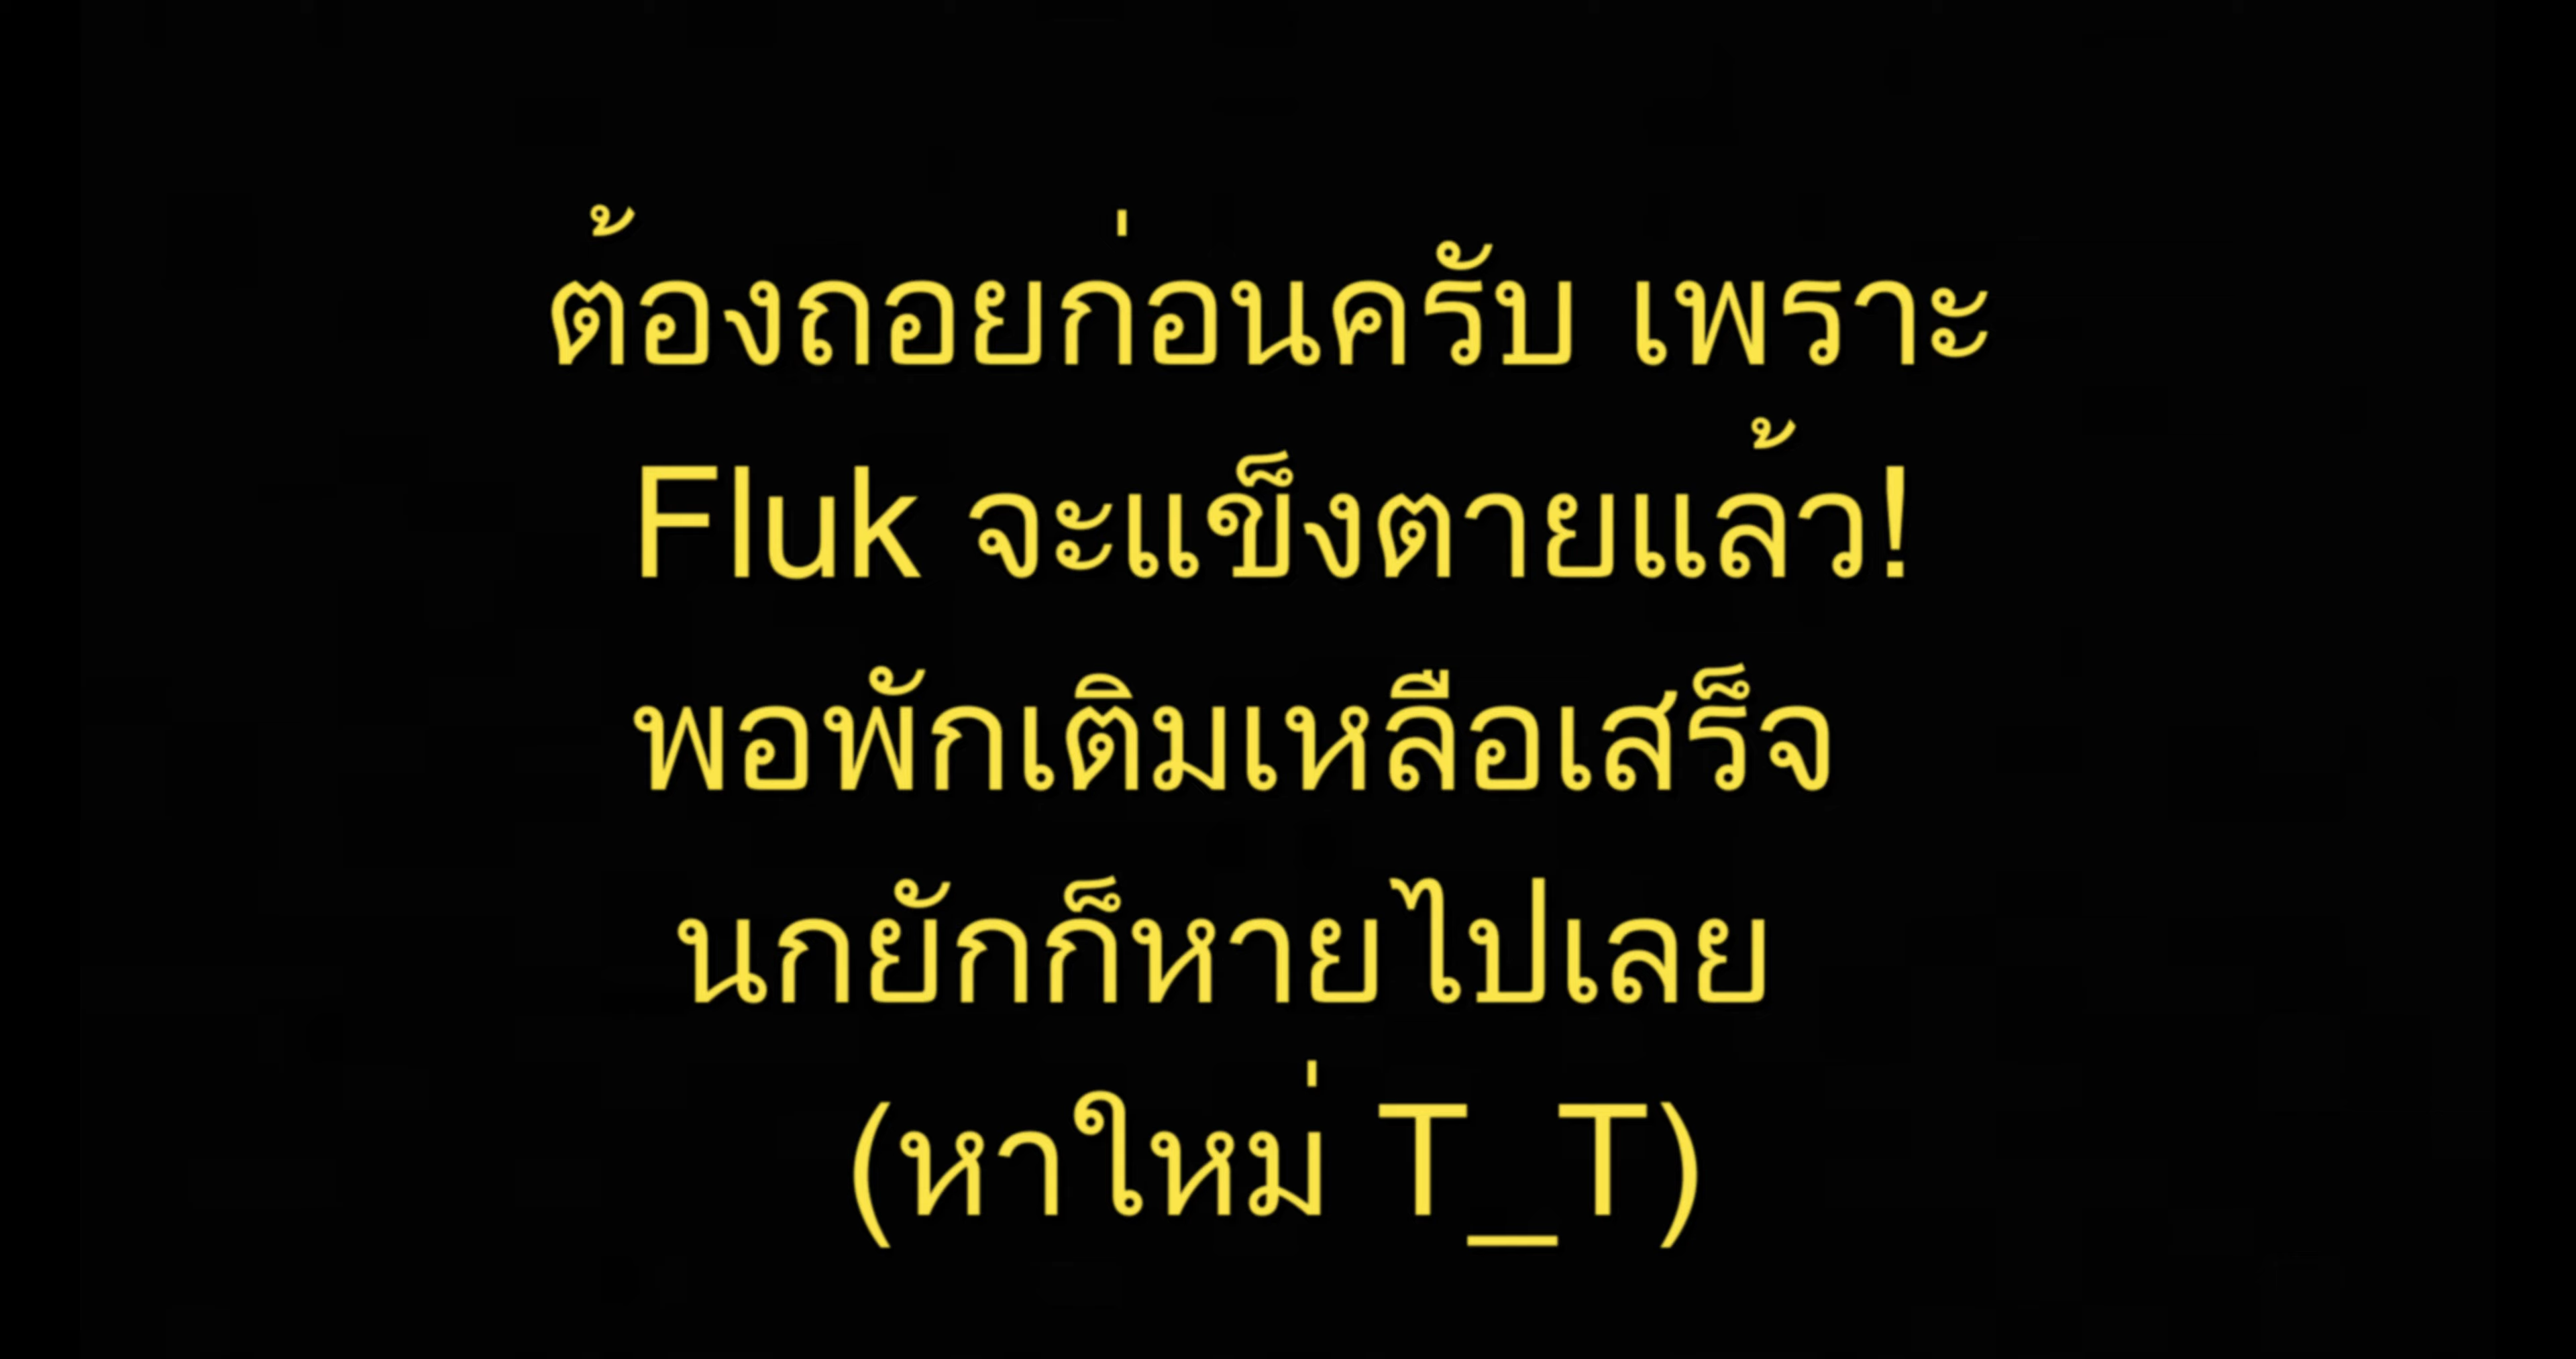 ต้องถอยก่อนครับ เพราะ
Fluk จะแข็งตายแล้ว!
พอพักเติมเหลือเสร็จ
นกยักก็หายไปเลย
(หาใหม่ T_T)